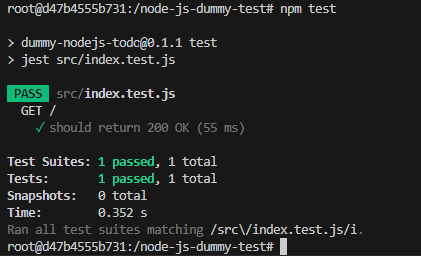 root@d47b4555b731:/node-js-dummy-test# npm test
> dummy-nodejs-todo@0.1.1 test
> jest src/index.test.js
PASS src/index.test.js
GET /
✓ should return 200 OK (55 ms)
Test Suites: 1 passed, 1 total
Tests: 1 passed, 1 total
Snapshots: 0 total
Time: 0.352 s
Ran all test suites matching /src\/index.test.js/i.
root@d47b4555b731:/node-js-dummy-test#